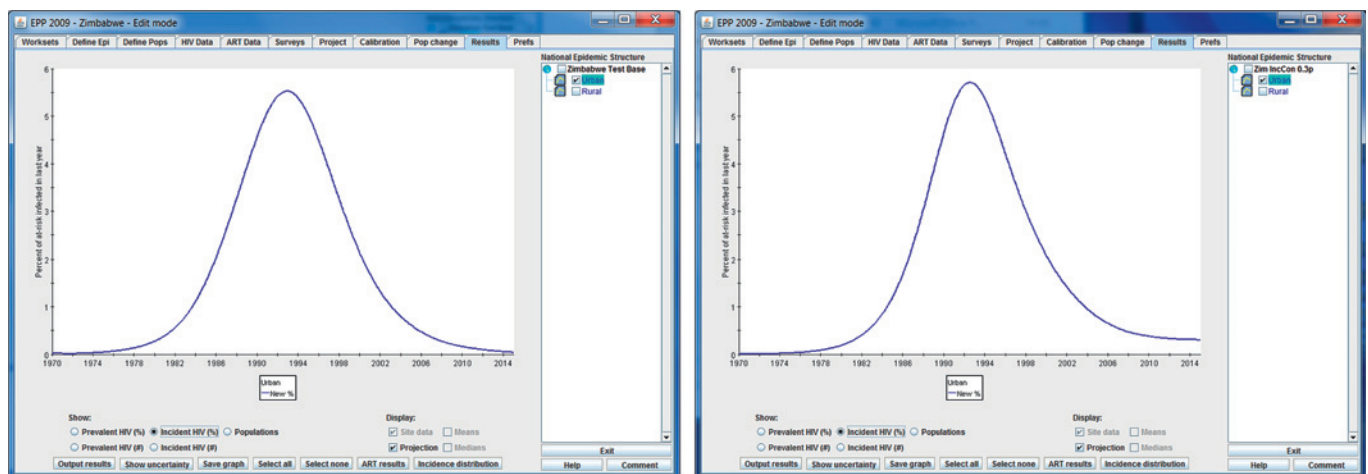 EPP 2009 - Zimbabwe - Edit mode
Worksets Define Epi Define Pops HIV Data ART Data Surveys Project Calibration Pop change Results Prefs
National Epidemic Structure
Zimbabwe Test Base
Urban
Rural
Percent of at-risk infected in last year
6
5
4
3
2
1
0
1970 1974 1978 1982 1986 1990 1994 1998 2002 2006 2010 2014
Urban
New %
Show:
Prevalent HIV (%) Incident HIV (%) Populations
Prevalent HIV (#) Incident HIV (#)
Display:
Site data Means
Projection Medians
Output results Show uncertainty Save graph Select all Select none ART results Incidence distribution
Exit
Help Comment
EPP 2009 - Zimbabwe - Edit mode
Worksets Define Epi Define Pops HIV Data ART Data Surveys Project Calibration Pop change Results Prefs
National Epidemic Structure
Zim IncCon 0.3p
Urban
Rural
Percent of at-risk infected in last year
6
5
4
3
2
1
0
1970 1974 1978 1982 1986 1990 1994 1998 2002 2006 2010 2014
Urban
New %
Show:
Prevalent HIV (%) Incident HIV (%) Populations
Prevalent HIV (#) Incident HIV (#)
Display:
Site data Means
Projection Medians
Output results Show uncertainty Save graph Select all Select none ART results Incidence distribution
Exit
Help Comment